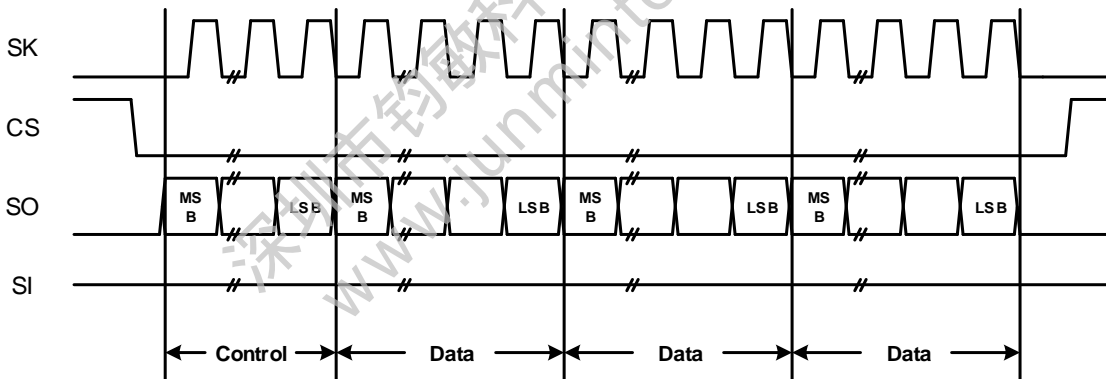 SK
CS
SO
MS
B
LSB
MS
B
LSB
MS
B
LSB
MS
B
LSB
SI
Control
Data
Data
Data
深圳市钧敏科
www.junminte